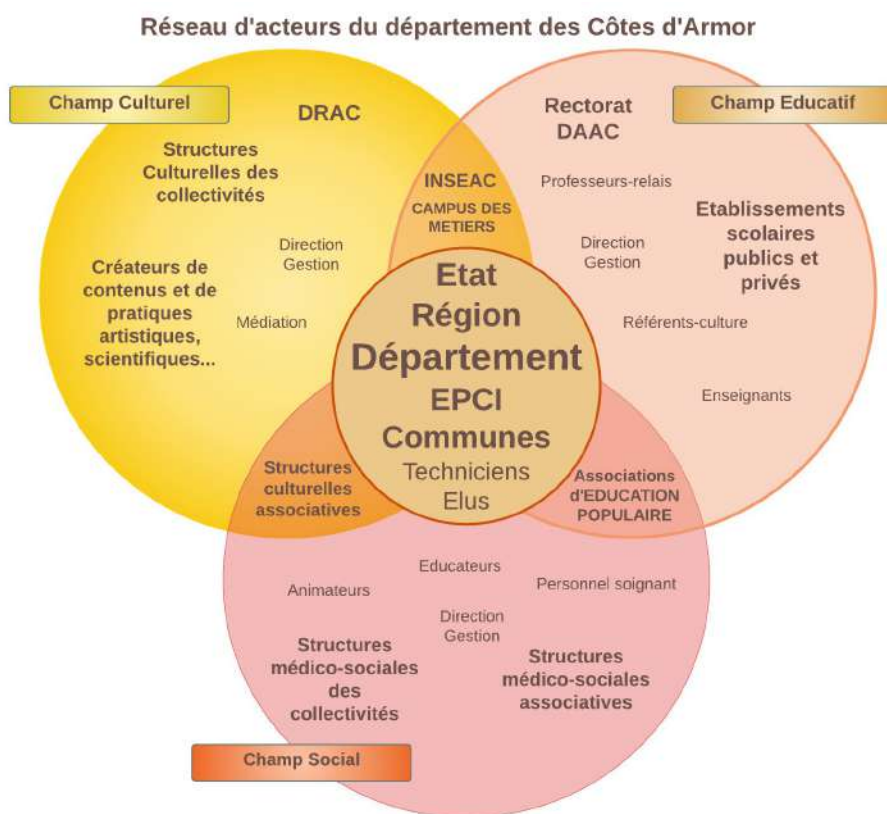 Réseau d'acteurs du département des Côtes d'Armor
Champ Culturel
DRAC
Structures
Culturelles des
collectivités
Direction
Gestion
Créateurs de
contenus et de
pratiques
artistiques,
scientifiques...
Médiation
INSEAC
CAMPUS DES
METIERS
Champ Educatif
Rectorat
DAAC
Professeurs-relais
Etablissements
scolaires
publics et
privés
Direction
Gestion
Référents-culture
Enseignants
Etat
Région
Département
EPCI
Communes
Techniciens
Elus
Structures
culturelles
associatives
Associations
d'EDUCATION
POPULAIRE
Educateurs
Animateurs
Personnel soignant
Direction
Gestion
Structures
médico-sociales
des
collectivités
Structures
médico-sociales
associatives
Champ Social